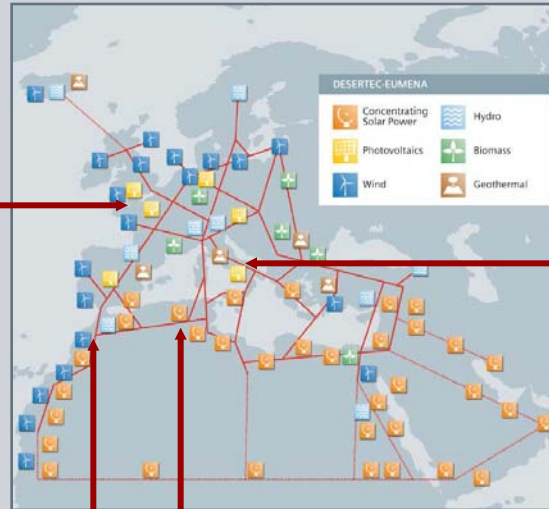 DESERTEC-EUMENA
Concentrating
Solar Power
Hydro
Photovoltaics
Biomass
Wind
Geothermal